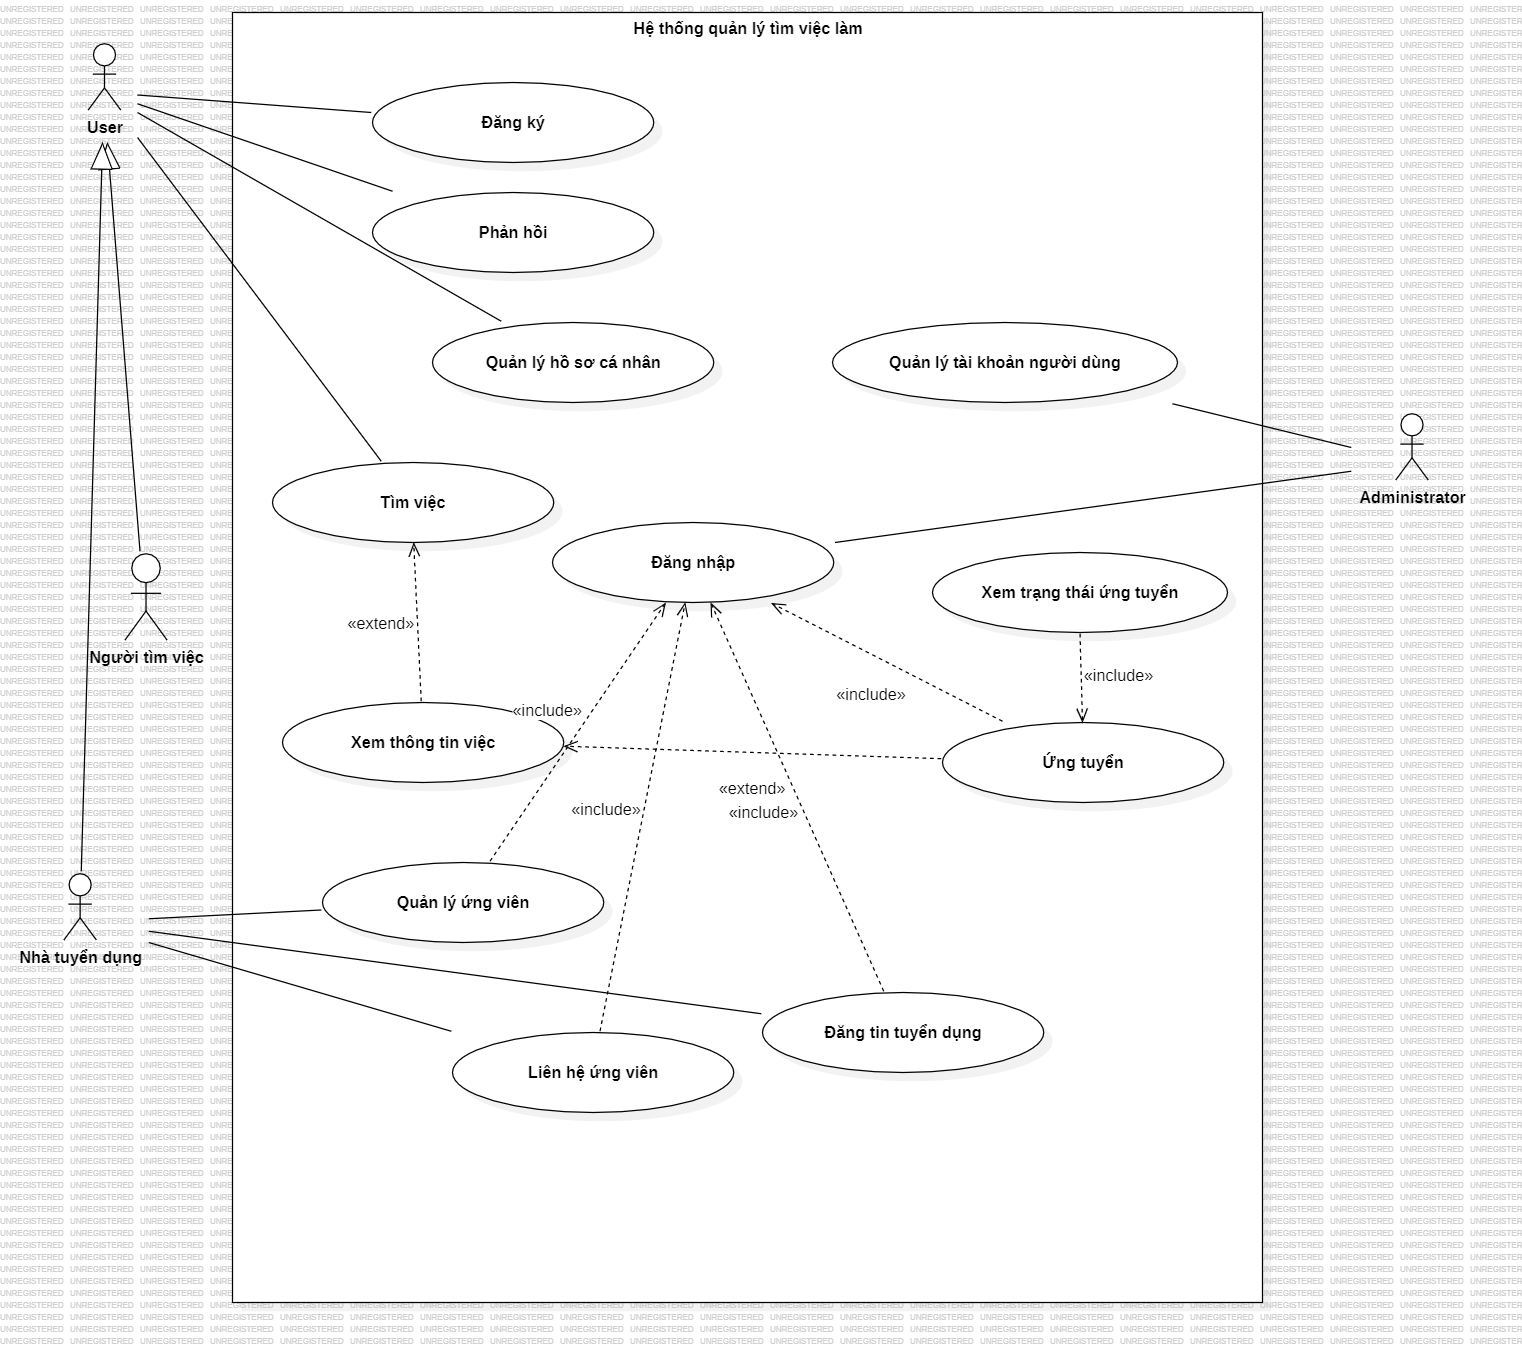 Hệ thống quản lý tìm việc làm
User
Đăng ký
Phản hồi
Quản lý hồ sơ cá nhân
Quản lý tài khoản người dùng
Administrator
Tìm việc
Đăng nhập
Xem trạng thái ứng tuyển
«extend»
Người tìm việc
«include»
«include»
«include»
Xem thông tin việc
Ứng tuyển
«extend»
«include»
«include»
Quản lý ứng viên
Nhà tuyển dụng
Đăng tin tuyển dụng
Liên hệ ứng viên
UNREGISTERED